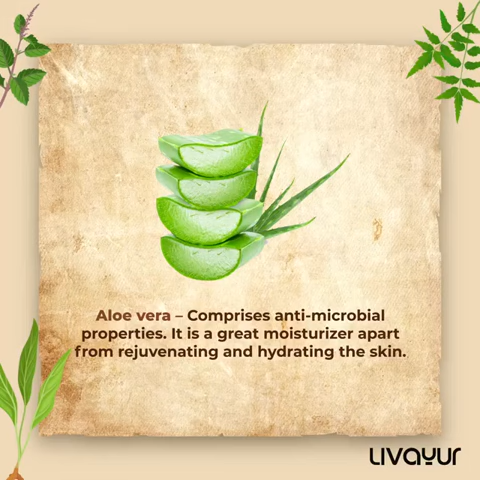 Aloe vera – Comprises anti-microbial
properties. It is a great moisturizer apart
from rejuvenating and hydrating the skin.
LIVAYUR